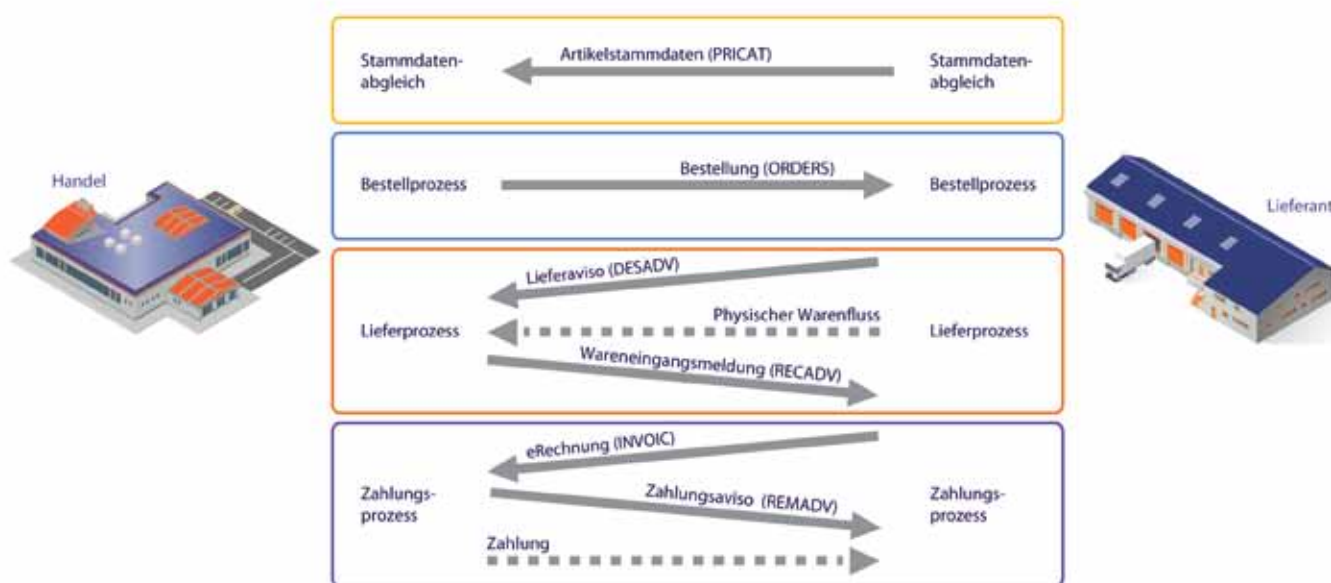 Artikelstammdaten (PRICAT)
Stammdaten-
abgleich
Stammdaten-
abgleich
Handel
Bestellung (ORDERS)
Bestellprozess
Bestellprozess
Lieferant
Lieferaviso (DESADV)
Physischer Warenfluss
Lieferprozess
Lieferprozess
Wareneingangsmeldung (RECADV)
eRechnung (INVOIC)
Zahlungsaviso (REMADV)
Zahlungs-
prozess
Zahlungs-
prozess
Zahlung